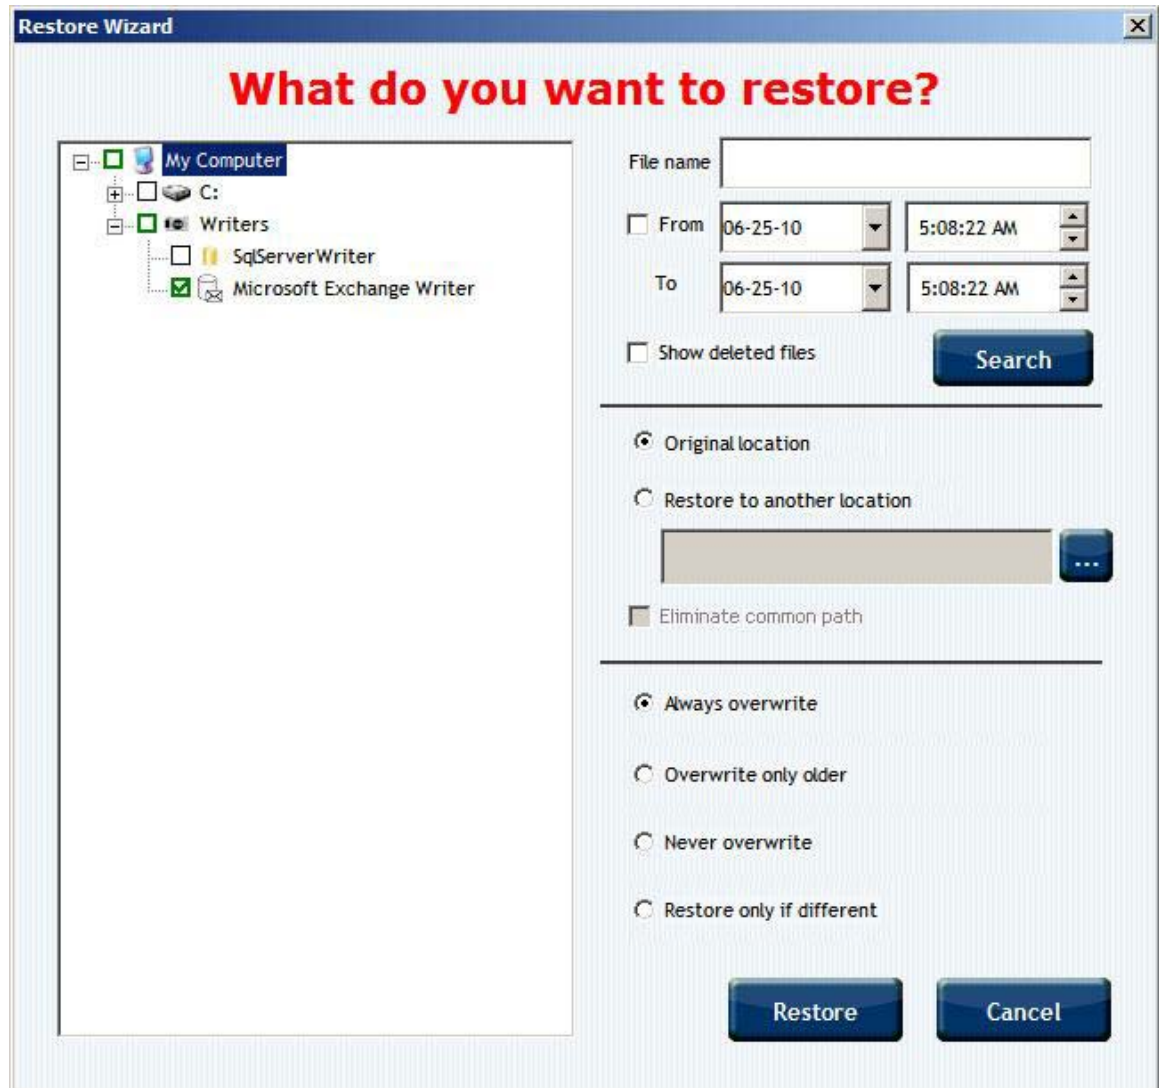 Restore Wizard
What do you want to restore?
My Computer
C:
Writers
SqlServerWriter
Microsoft Exchange Writer
File name
From 06-25-10 5:08:22 AM
To 06-25-10 5:08:22 AM
Show deleted files
Search
Original location
Restore to another location
...
Eliminate common path
Always overwrite
Overwrite only older
Never overwrite
Restore only if different
Restore Cancel